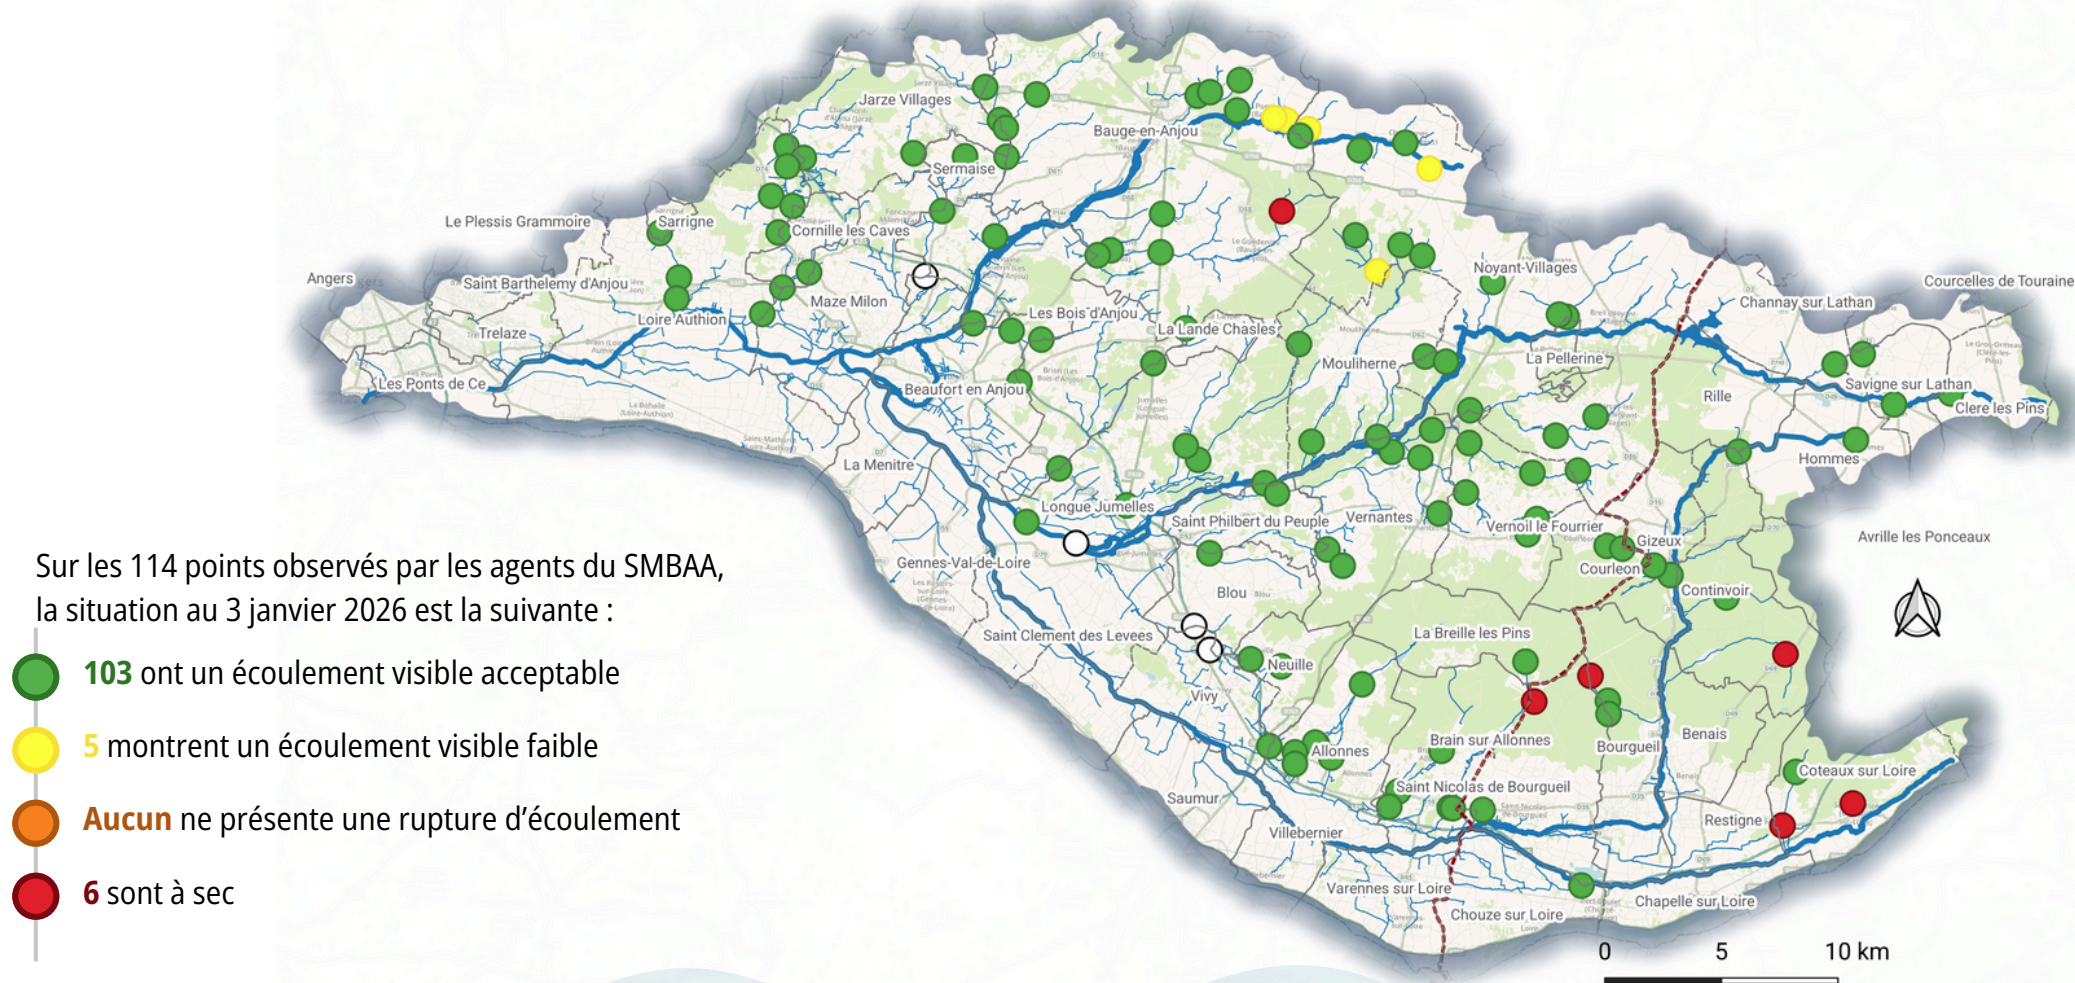 Jarze Villages
Bauge-en-Anjou
Sermaise
Le Plessis Grammoire
Sarrigne
Cornille les Caves
Angers
Saint Barthelemy d'Anjou
Noyant-Villages
Courcelles de Touraine
Maze Milon
Channay sur Lathan
Loire Authion
Les Bois d'Anjou
La Lande Chasles
Trelaze
Mouliherne
La Pellerine
Les Ponts de Ce
Beaufort en Anjou
Savigne sur Lathan
Rille
Clere les Pins
La Menitre
Hommes
Longue Jumelles
Saint Philbert du Peuple
Vernantes
Vernoil le Fourrier
Gizeux
Avrille les Ponceaux
Gennes-Val-de-Loire
Courleon
Blou
Continvoir
Saint Clement des Levees
La Breille les Pins
Neuille
Vivy
Brain sur Allonnes
Bourgueil
Benais
Allonnes
Coteaux sur Loire
Saint Nicolas de Bourgueil
Saumur
Restigne
Villebernier
Varennes sur Loire
Chouze sur Loire
Chapelle sur Loire
0 5 10 km
Sur les 114 points observés par les agents du SMBAA,
la situation au 3 janvier 2026 est la suivante :
103 ont un écoulement visible acceptable
5 montrent un écoulement visible faible
Aucun ne présente une rupture d'écoulement
6 sont à sec